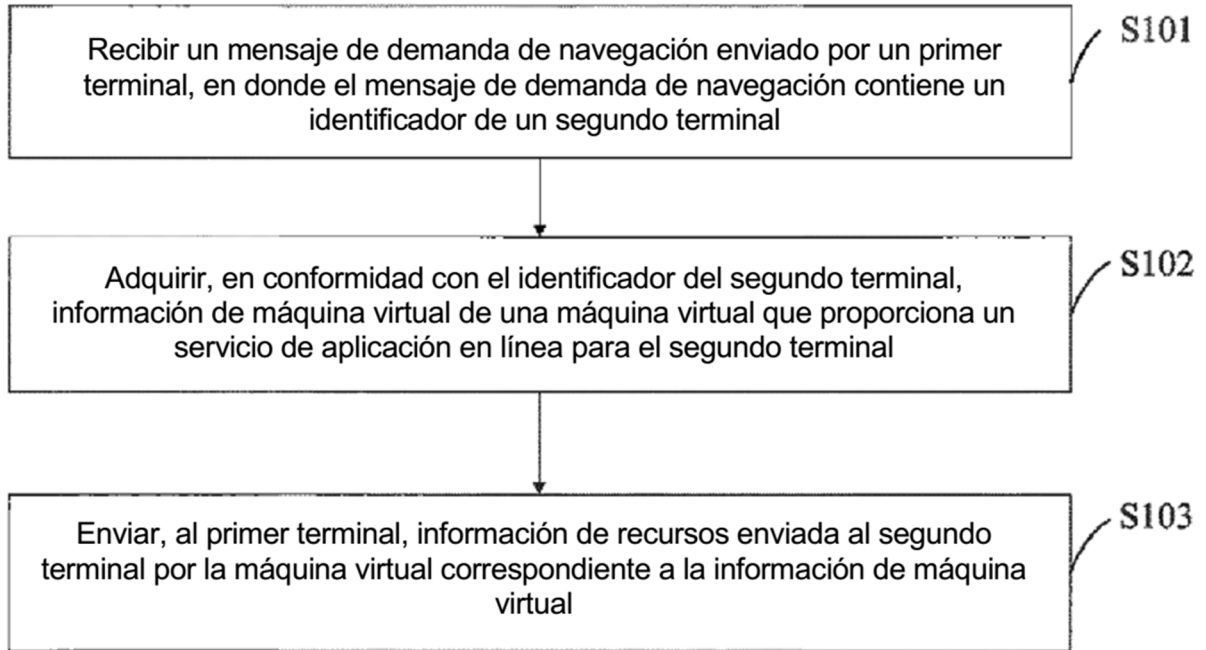 Recibir un mensaje de demanda de navegación enviado por un primer
terminal, en donde el mensaje de demanda de navegación contiene un
identificador de un segundo terminal
S101
Adquirir, en conformidad con el identificador del segundo terminal,
información de máquina virtual de una máquina virtual que proporciona un
servicio de aplicación en línea para el segundo terminal
S102
Enviar, al primer terminal, información de recursos enviada al segundo
terminal por la máquina virtual correspondiente a la información de máquina
virtual
S103